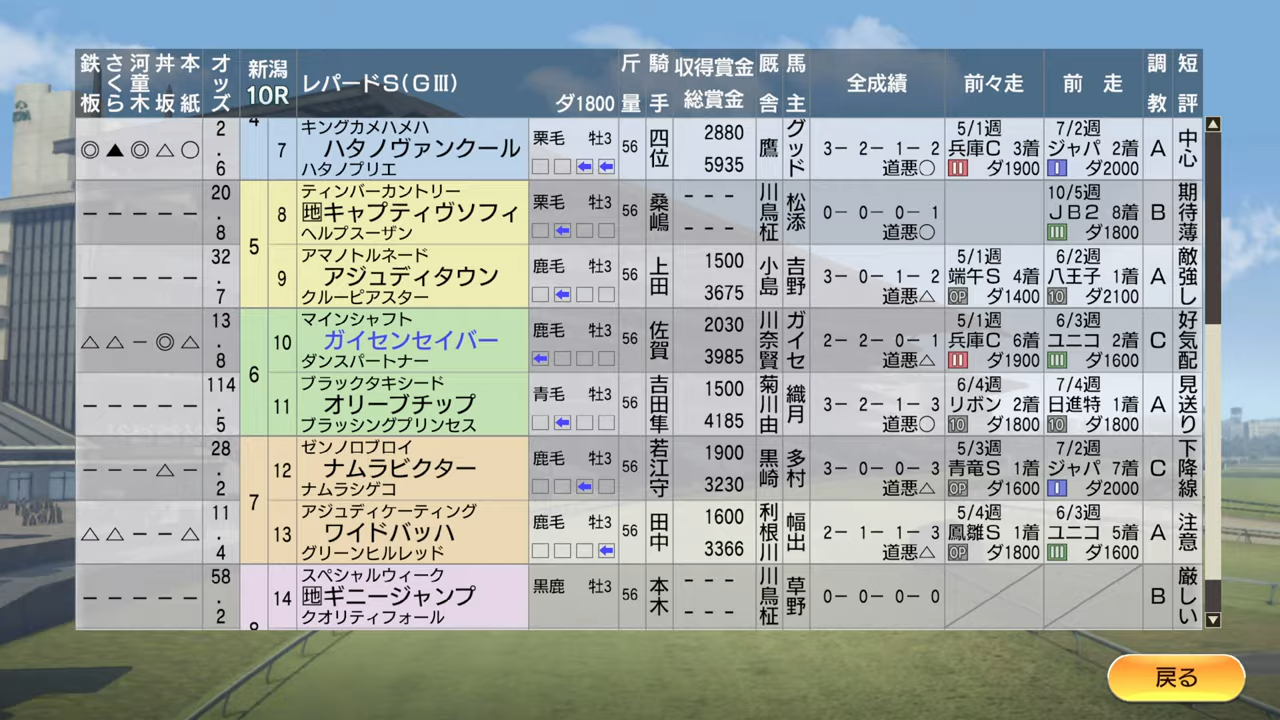 鉄板 さくら 河童木 井坂 本紙 オッズ 新潟10R レパードS(GⅢ) ダ1800 斤量 騎手 収得賞金 総賞金 厩舎 馬主 全成績 前々走 前 走 調教 短評
◎ ▲ ◎ △ ○ 2.6 4 7 キングカメハメハ 栗毛 牡3 56 四位 2880 鷹 グッド 3-2-1-2 5/1週 7/2週 A 中心
ハタノヴァンクール 兵庫C 3着 ジャパ 2着
ハタノプリエ 5935 道悪○ Ⅱ ダ1900 Ⅰ ダ2000
- - - - - 20.8 5 8 ティンバーカントリー 栗毛 牡3 56 桑嶋 - - - 川鳥柾 松添 0-0-0-1 10/5週 B 期待薄
地キャプティヴソフィ JB2 8着
ヘルプスーザン - - - 道悪○ Ⅲ ダ1800
- - - - - 32.7 9 アマノトルネード 鹿毛 牡3 56 上田 1500 小島 吉野 3-0-1-2 5/1週 6/2週 A 敵強し
アジュディタウン 端午S 4着 八王子 1着
クルーピアスター 3675 道悪△ OP ダ1400 10 ダ2100
△ △ - ◎ △ 13.8 6 10 マインシャフト 鹿毛 牡3 56 佐賀 2030 川奈賢 ガイセ 2-2-0-1 5/1週 6/3週 C 好気配
ガイセンセイバー 兵庫C 6着 ユニコ 2着
ダンスパートナー 3985 道悪△ Ⅱ ダ1900 Ⅲ ダ1600
- - - - - 114.5 11 ブラックタキシード 青毛 牡3 56 吉田隼 1500 菊川由 織月 3-2-1-3 6/4週 7/4週 A 見送り
オリーブチップ リボン 2着 日進特 1着
ブラッシングプリンセス 4185 道悪○ 10 ダ1800 10 ダ1800
- - - △ - 28.2 7 12 ゼンノロブロイ 鹿毛 牡3 56 若江守 1900 黒崎 多村 3-0-0-3 5/3週 7/2週 C 下降線
ナムラビクター 青竜S 1着 ジャパ 7着
ナムラシゲコ 3230 道悪△ OP ダ1600 Ⅰ ダ2000
△ △ - - △ 11.4 13 アジュディケーティング 鹿毛 牡3 56 田中 1600 利根川 幅出 2-1-1-3 5/4週 6/3週 A 注意
ワイドバッハ 鳳雛S 1着 ユニコ 5着
グリーンヒルレッド 3366 道悪△ OP ダ1800 Ⅲ ダ1600
- - - - - 58.2 8 14 スペシャルウィーク 黒鹿 牡3 56 本木 - - - 川鳥柾 草野 0-0-0-0 B 厳しい
地ギニージャンプ
クオリティフォール - - -
戻る